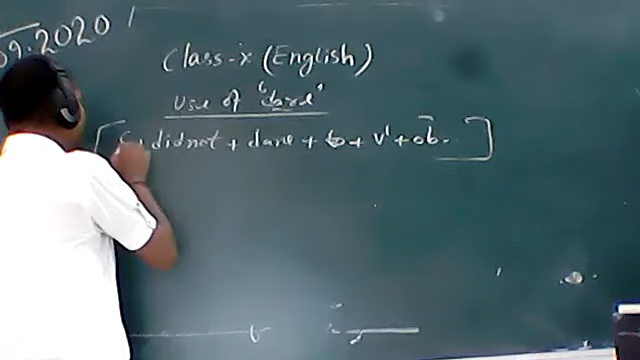 09.2020
Class-x (English)
Use of "dare"
[S + did not + dare + to + V¹ + ob. ]